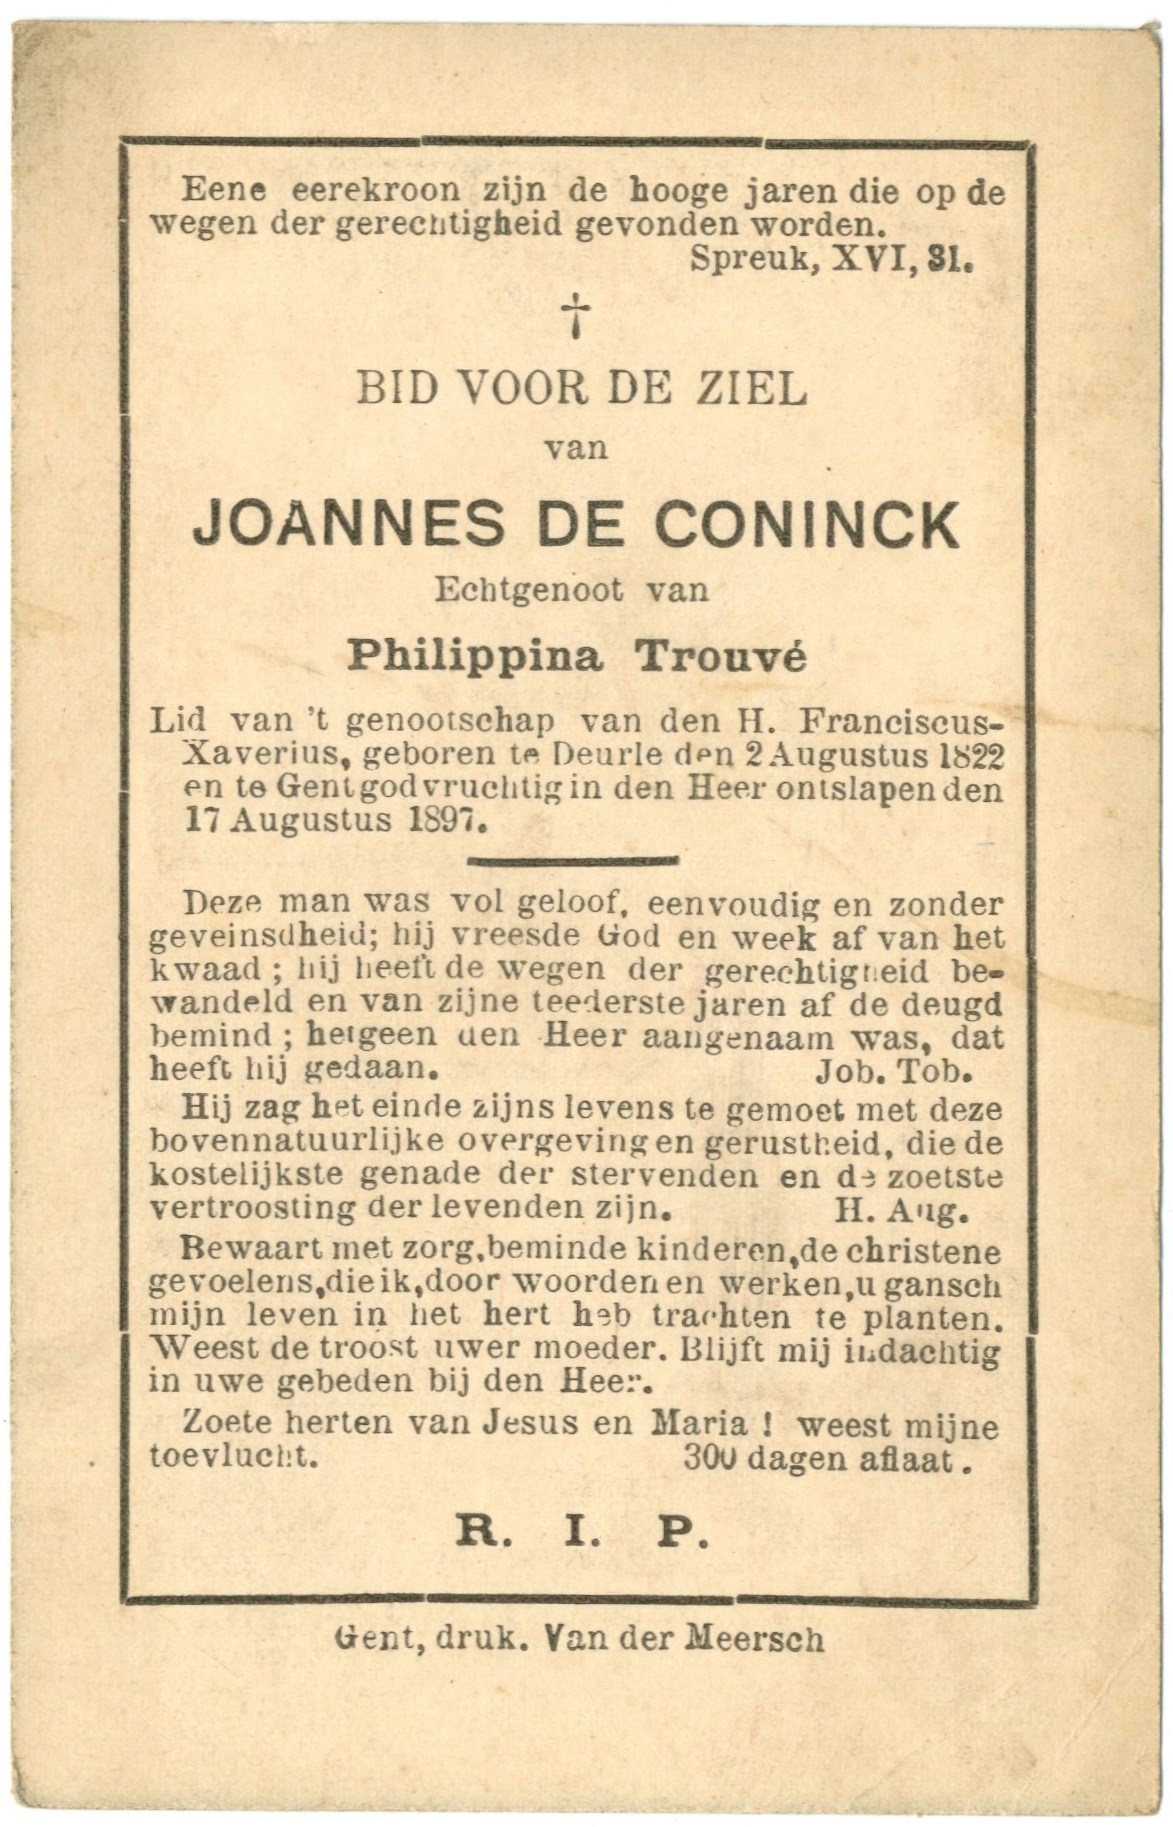 Eene eerekroon zijn de hooge jaren die op de
wegen der gerechtigheid gevonden worden.
Spreuk, XVI, 31.
†
BID VOOR DE ZIEL
van
JOANNES DE CONINCK
Echtgenoot van
Philippina Trouvé
Lid van 't genootschap van den H. Franciscus-
Xaverius, geboren te Deurle den 2 Augustus 1822
en te Gent godvruchtig in den Heer ontslapen den
17 Augustus 1897.
Deze man was vol geloof, eenvoudig en zonder
geveinsdheid; hij vreesde God en week af van het
kwaad ; hij heeft de wegen der gerechtigheid be-
wandeld en van zijne teederste jaren af de deugd
bemind ; hetgeen den Heer aangenaam was, dat
heeft hij gedaan. Job. Tob.
Hij zag het einde zijns levens te gemoet met deze
bovennatuurlijke overgeving en gerustheid, die de
kostelijkste genade der stervenden en de zoetste
vertroosting der levenden zijn. H. Aug.
Bewaart met zorg, beminde kinderen, de christene
gevoelens, die ik, door woorden en werken, u gansch
mijn leven in het hert heb trachten te planten.
Weest de troost uwer moeder. Blijft mij indachtig
in uwe gebeden bij den Heer.
Zoete herten van Jesus en Maria ! weest mijne
toevlucht. 300 dagen aflaat.
R. I. P.
Gent, druk. Van der Meersch